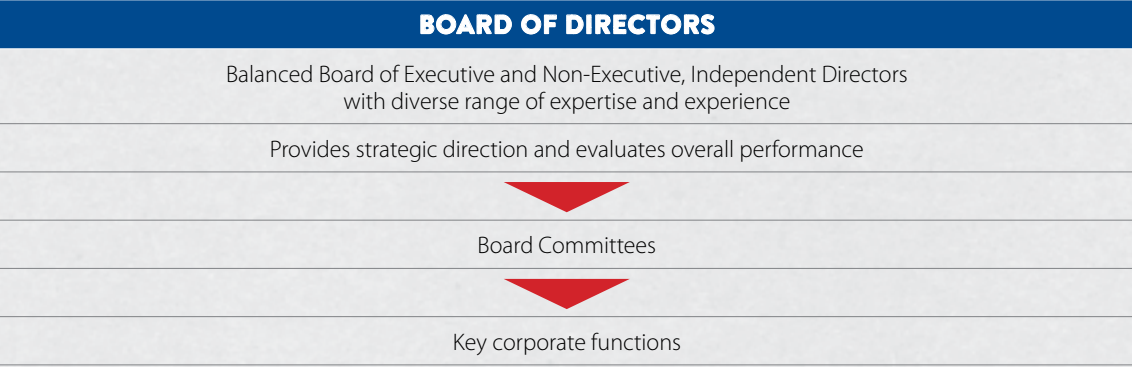 BOARD OF DIRECTORS
Balanced Board of Executive and Non-Executive, Independent Directors
with diverse range of expertise and experience
Provides strategic direction and evaluates overall performance
Board Committees
Key corporate functions